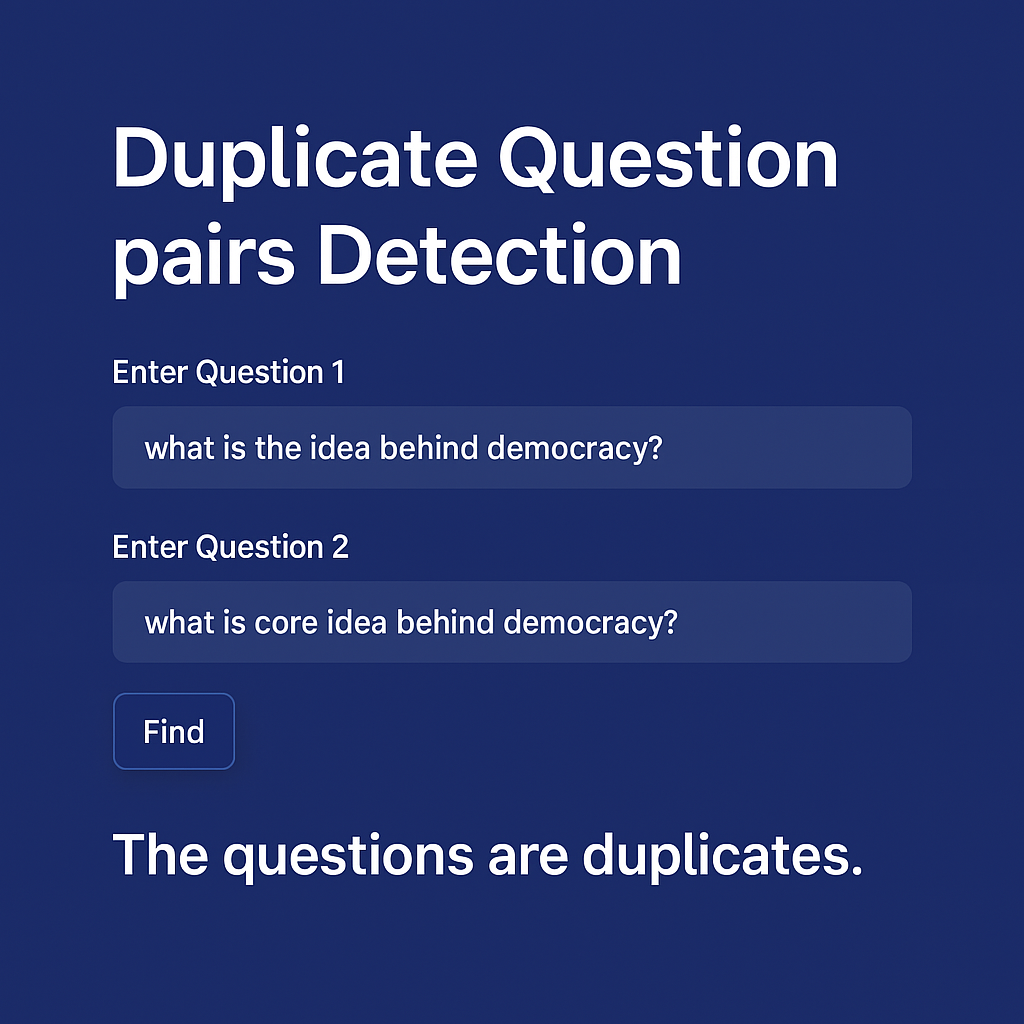 Duplicate Question
pairs Detection
Enter Question 1
what is the idea behind democracy?
Enter Question 2
what is core idea behind democracy?
Find
The questions are duplicates.